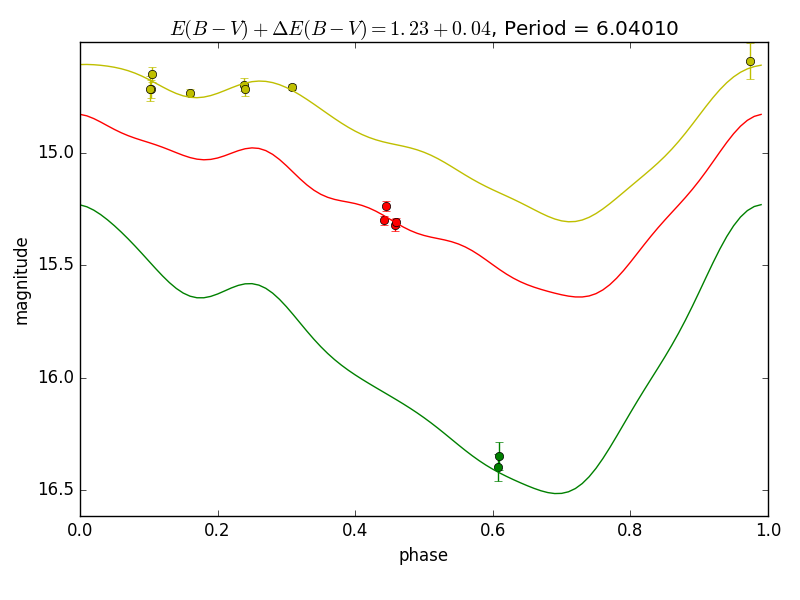 E(B − V) + ΔE(B − V) = 1.23 + 0.04, Period = 6.04010
15.0
15.5
16.0
16.5
magnitude
0.0 0.2 0.4 0.6 0.8 1.0
phase